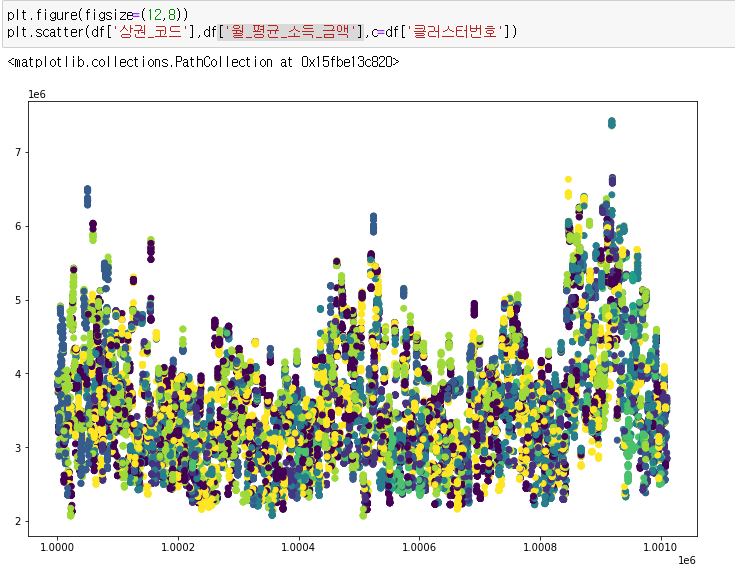 plt.figure(figsize=(12,8))
plt.scatter(df['상권_코드'],df['월_평균_소득_금액'],c=df['클러스터번호'])
<matplotlib.collections.PathCollection at 0x15fbe13c820>
1e6
7
6
5
4
3
2
1.0000 1.0002 1.0004 1.0006 1.0008 1.0010
1e6